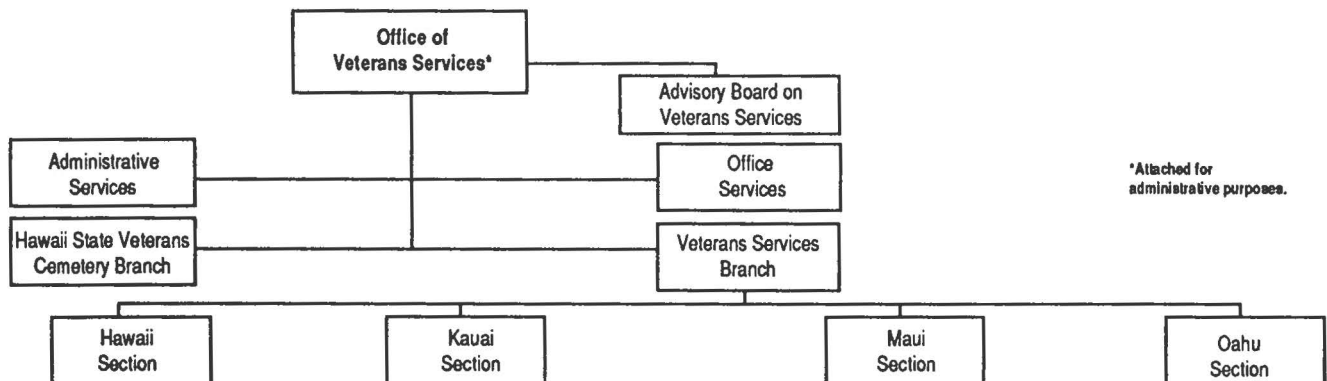 Office of
Veterans Services*
Advisory Board on
Veterans Services
Administrative
Services
Office
Services
*Attached for
administrative purposes.
Hawaii State Veterans
Cemetery Branch
Veterans Services
Branch
Hawaii
Section
Kauai
Section
Maui
Section
Oahu
Section